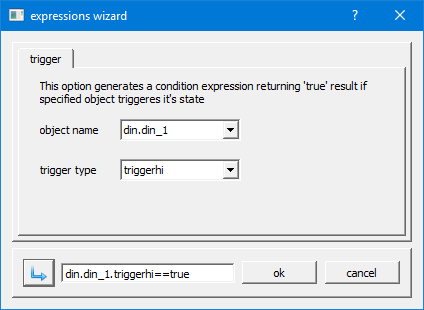 expressions wizard
?
trigger
This option generates a condition expression returning 'true' result if
specified object triggeres it's state
object name
din.din_1
trigger type
triggerhi
din.din_1.triggerhi==true
ok
cancel